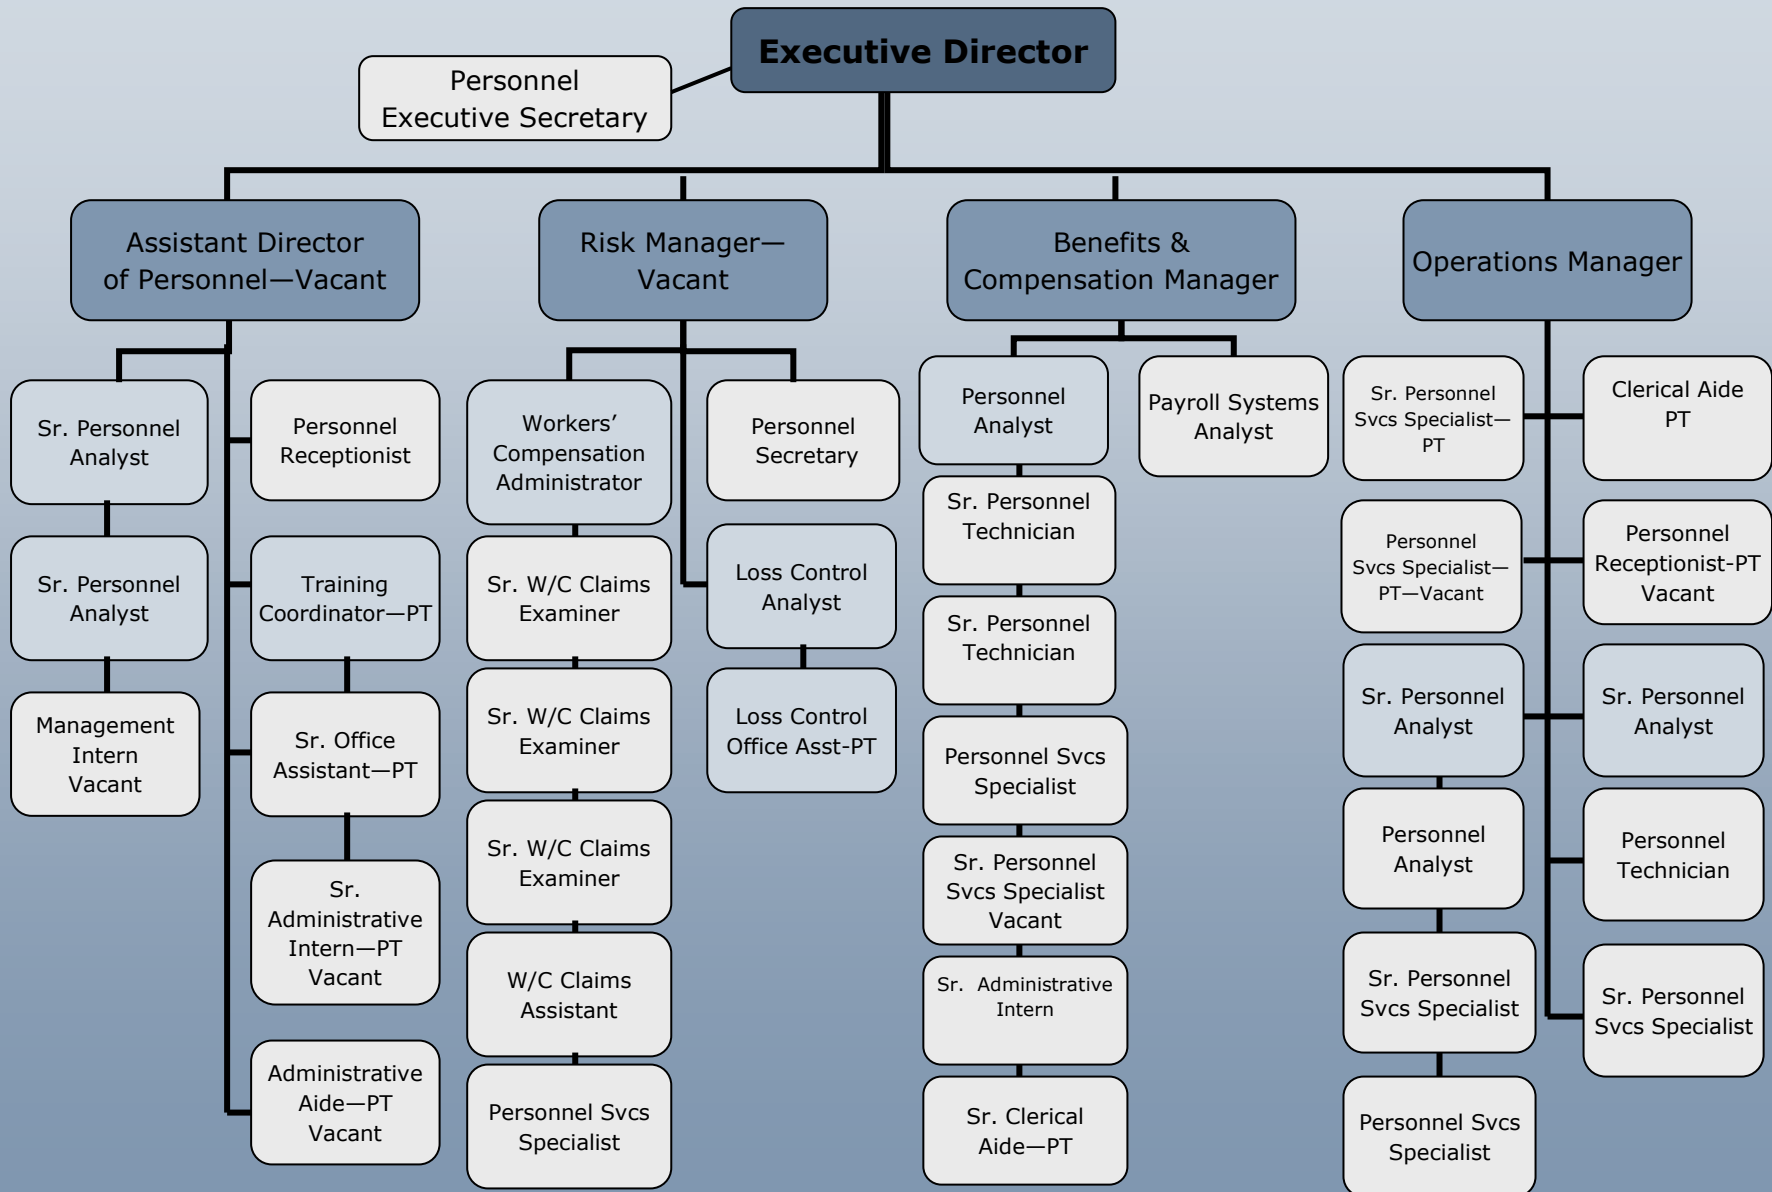 Executive Director
Personnel
Executive Secretary
Assistant Director
of Personnel—Vacant
Risk Manager—
Vacant
Benefits &
Compensation Manager
Operations Manager
Sr. Personnel
Analyst
Personnel
Receptionist
Sr. Personnel
Analyst
Training
Coordinator—PT
Management
Intern
Vacant
Sr. Office
Assistant—PT
Sr.
Administrative
Intern—PT
Vacant
Administrative
Aide—PT
Vacant
Workers’
Compensation
Administrator
Personnel
Secretary
Sr. W/C Claims
Examiner
Loss Control
Analyst
Sr. W/C Claims
Examiner
Loss Control
Office Asst-PT
Sr. W/C Claims
Examiner
W/C Claims
Assistant
Personnel Svcs
Specialist
Personnel
Analyst
Payroll Systems
Analyst
Sr. Personnel
Technician
Sr. Personnel
Technician
Personnel Svcs
Specialist
Sr. Personnel
Svcs Specialist
Vacant
Sr. Administrative
Intern
Sr. Clerical
Aide—PT
Sr. Personnel
Svcs Specialist—
PT
Clerical Aide
PT
Personnel
Svcs Specialist—
PT—Vacant
Personnel
Receptionist-PT
Vacant
Sr. Personnel
Analyst
Sr. Personnel
Analyst
Personnel
Analyst
Personnel
Technician
Sr. Personnel
Svcs Specialist
Sr. Personnel
Svcs Specialist
Personnel Svcs
Specialist